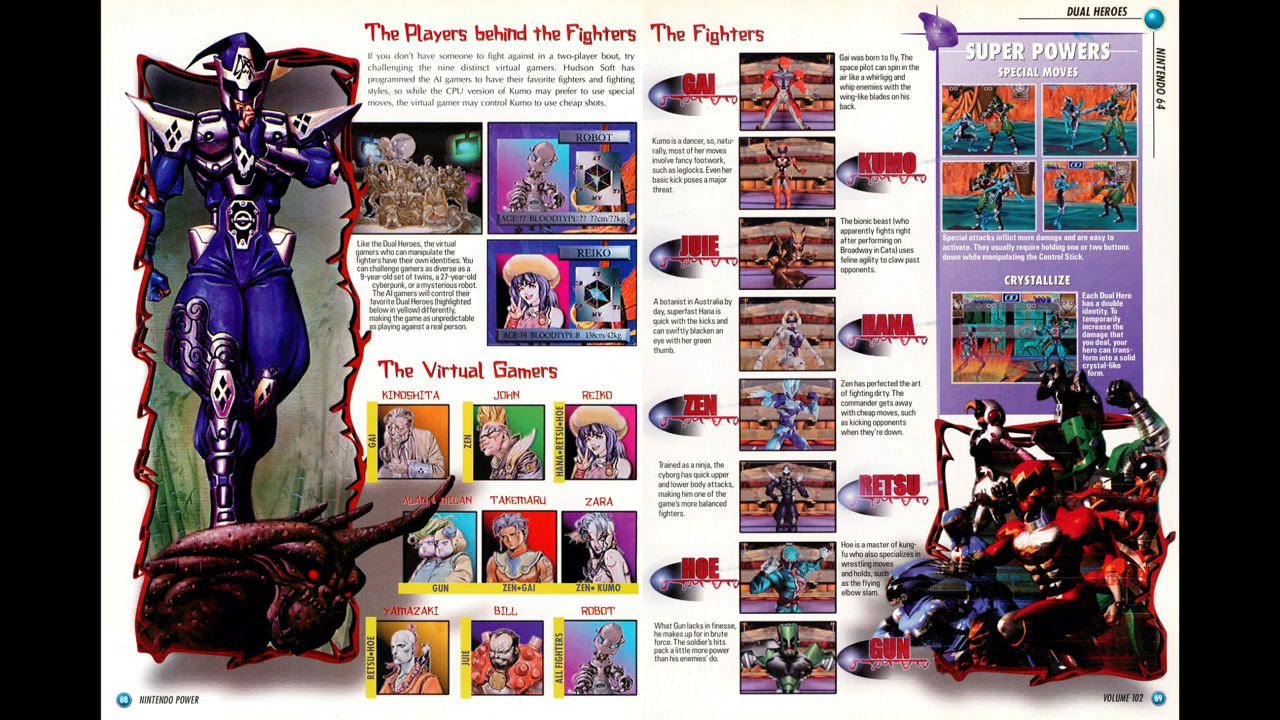 The Players behind the Fighters
If you don't have someone to fight against in a two-player bout, try
challenging the nine distinct virtual gamers. Hudson Soft has
programmed the AI gamers to have their favorite fighters and fighting
styles, so while the CPU version of Kumo may prefer to use special
moves, the virtual gamer may control Kumo to use cheap shots.
ROBOT
AGE:?? BLOODTYPE:?? ??cm/??kg
REIKO
AGE:19 BLOODTYPE:B 158cm/42kg
Like the Dual Heroes, the virtual
gamers who can manipulate the
fighters have their own identities. You
can challenge gamers as diverse as a
9-year-old set of twins, a 27-year-old
cyberpunk, or a mysterious robot.
The AI gamers will control their
favorite Dual Heroes (highlighted
below in yellow) differently,
making the game as unpredictable
as playing against a real person.
The Virtual Gamers
KINOSHITA
GAI
JOHN
ZEN
REIKO
HANA•RETSU•HOE
ALAN & MILAN
GUN
TAKEMARU
ZEN•GAI
ZARA
ZEN•KUMO
YAMAZAKI
RETSU•HOE
BILL
JUIE
ROBOT
ALL FIGHTERS
68 NINTENDO POWER
The Fighters
GAI
Gai was born to fly. The
space pilot can spin in the
air like a whirligig and
whip enemies with the
wing-like blades on his
back.
Kumo is a dancer, so, natu-
rally, most of her moves
involve fancy footwork,
such as leglocks. Even her
basic kick poses a major
threat.
KUMO
JUIE
The bionic beast (who
apparently fights right
after performing on
Broadway in Cats) uses
feline agility to claw past
opponents.
A botanist in Australia by
day, superfast Hana is
quick with the kicks and
can swiftly blacken an
eye with her green
thumb.
HANA
ZEN
Zen has perfected the art
of fighting dirty. The
commander gets away
with cheap moves, such
as kicking opponents
when they're down.
Trained as a ninja, the
cyborg has quick upper
and lower body attacks,
making him one of the
game's more balanced
fighters.
RETSU
HOE
Hoe is a master of kung-
fu who also specializes in
wrestling moves
and holds, such
as the flying
elbow slam.
What Gun lacks in finesse,
he makes up for in brute
force. The soldier's hits
pack a little more power
than his enemies' do.
GUN
DUAL HEROES
NINTENDO 64
SUPER POWERS
SPECIAL MOVES
Special attacks inflict more damage and are easy to
activate. They usually require holding one or two buttons
down while manipulating the Control Stick.
CRYSTALLIZE
Each Dual Hero
has a double
identity. To
temporarily
increase the
damage that
you deal, your
hero can trans-
form into a solid
crystal-like
form.
VOLUME 102 69